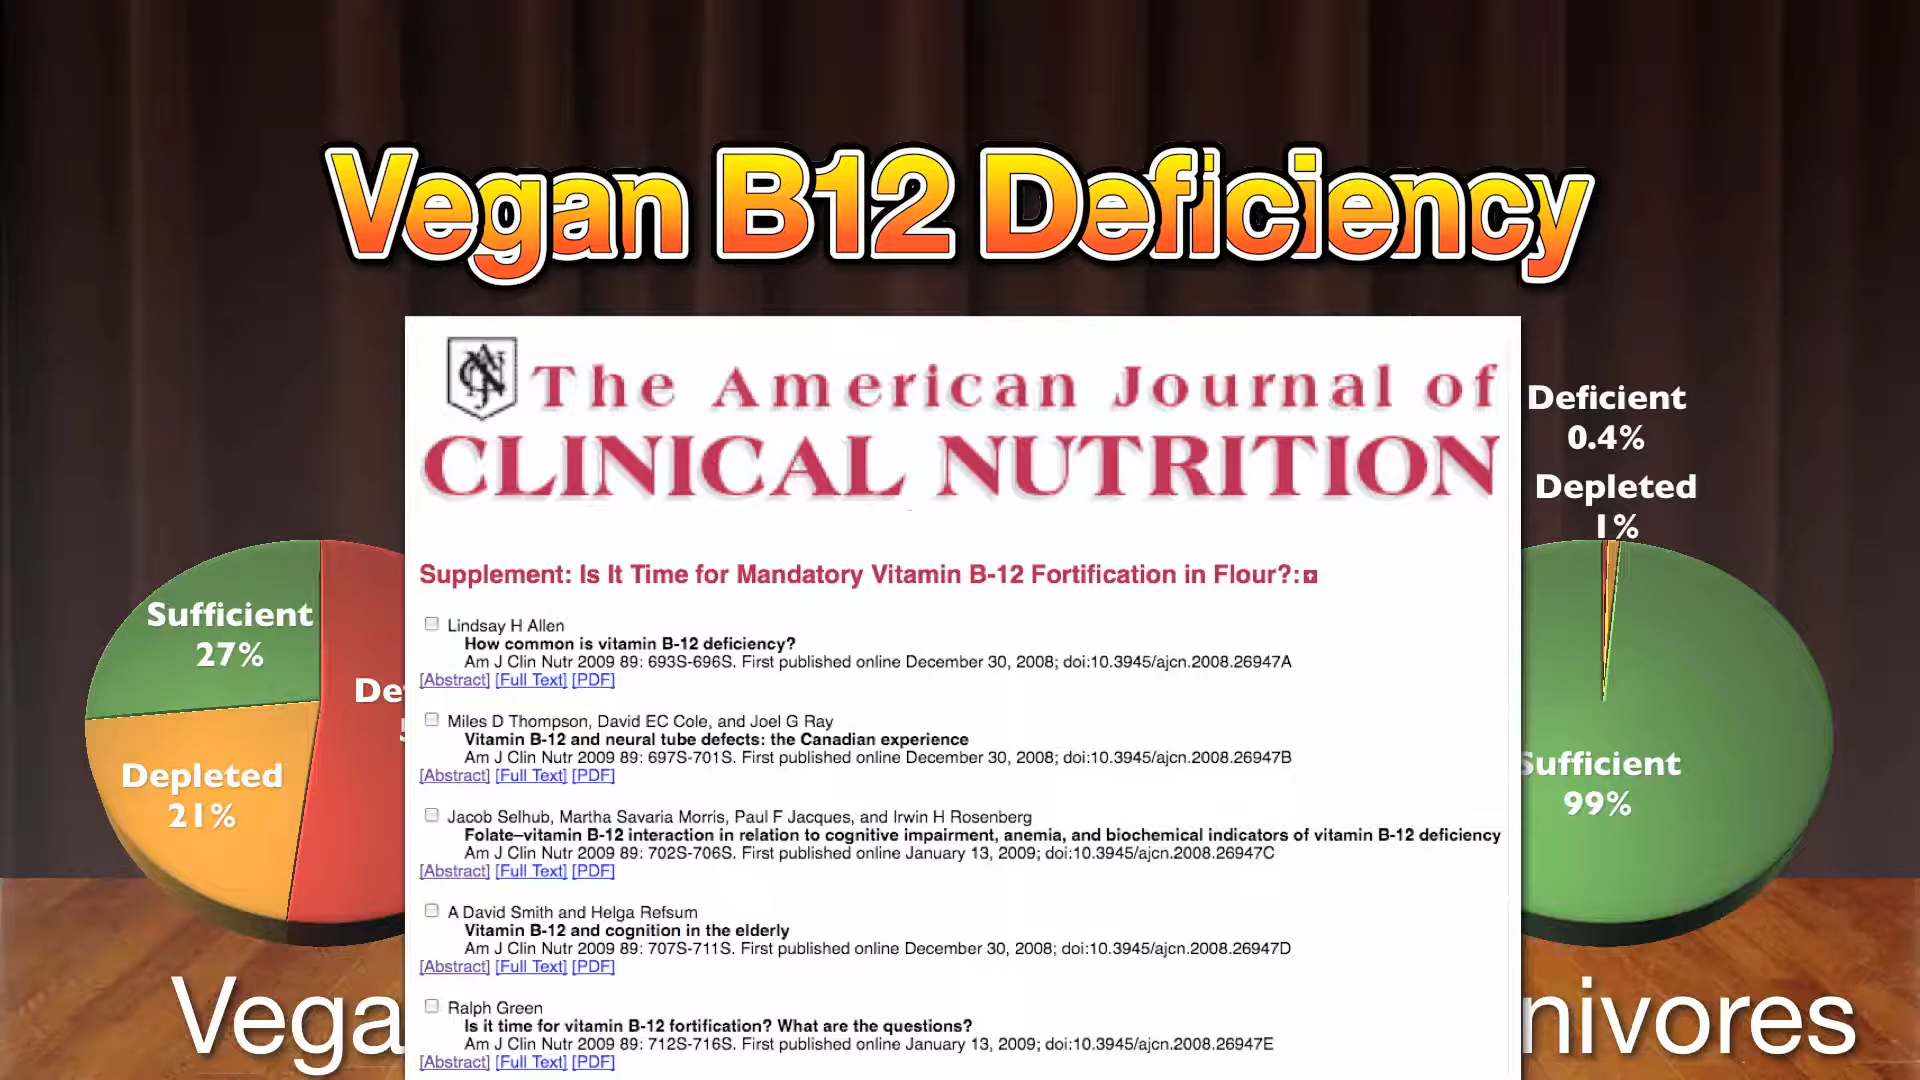 Vegan B12 Deficiency
The American Journal of
CLINICAL NUTRITION
Supplement: Is It Time for Mandatory Vitamin B-12 Fortification in Flour?:
Lindsay H Allen
How common is vitamin B-12 deficiency?
Am J Clin Nutr 2009 89: 693S-696S. First published online December 30, 2008; doi:10.3945/ajcn.2008.26947A
[Abstract] [Full Text] [PDF]
Miles D Thompson, David EC Cole, and Joel G Ray
Vitamin B-12 and neural tube defects: the Canadian experience
Am J Clin Nutr 2009 89: 697S-701S. First published online December 30, 2008; doi:10.3945/ajcn.2008.26947B
[Abstract] [Full Text] [PDF]
Jacob Selhub, Martha Savaria Morris, Paul F Jacques, and Irwin H Rosenberg
Folate–vitamin B-12 interaction in relation to cognitive impairment, anemia, and biochemical indicators of vitamin B-12 deficiency
Am J Clin Nutr 2009 89: 702S-706S. First published online January 13, 2009; doi:10.3945/ajcn.2008.26947C
[Abstract] [Full Text] [PDF]
A David Smith and Helga Refsum
Vitamin B-12 and cognition in the elderly
Am J Clin Nutr 2009 89: 707S-711S. First published online December 30, 2008; doi:10.3945/ajcn.2008.26947D
[Abstract] [Full Text] [PDF]
Ralph Green
Is it time for vitamin B-12 fortification? What are the questions?
Am J Clin Nutr 2009 89: 712S-716S. First published online January 13, 2009; doi:10.3945/ajcn.2008.26947E
[Abstract] [Full Text] [PDF]
Sufficient
27%
De
Depleted
21%
Vega
Deficient
0.4%
Depleted
1%
Sufficient
99%
nivores